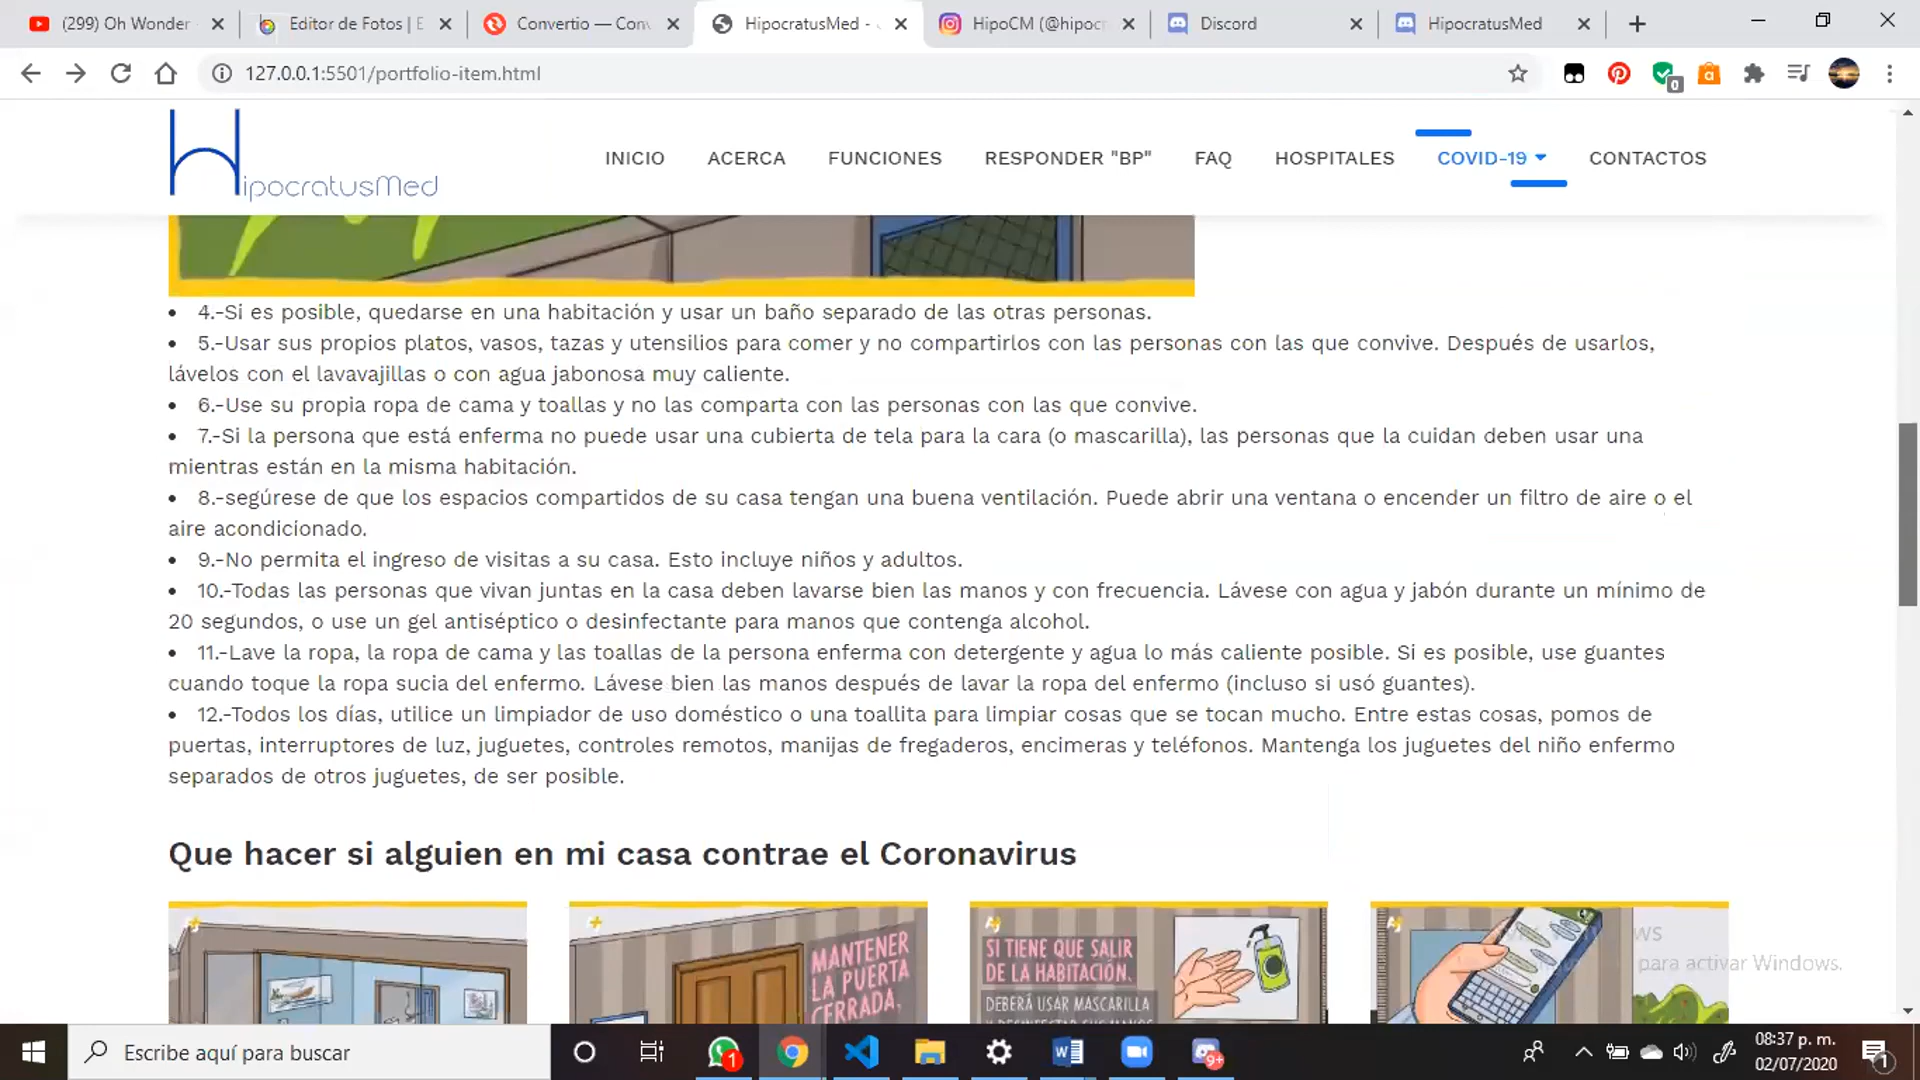 (299) Oh Wonder
Editor de Fotos | E
Convertio — Con
HipocratusMed -
HipoCM (@hipoc
Discord
HipocratusMed
127.0.0.1:5501/portfolio-item.html
0
HipocratusMed
INICIO
ACERCA
FUNCIONES
RESPONDER "BP"
FAQ
HOSPITALES
COVID-19
CONTACTOS
• 4.-Si es posible, quedarse en una habitación y usar un baño separado de las otras personas.
• 5.-Usar sus propios platos, vasos, tazas y utensilios para comer y no compartirlos con las personas con las que convive. Después de usarlos,
lávelos con el lavavajillas o con agua jabonosa muy caliente.
• 6.-Use su propia ropa de cama y toallas y no las comparta con las personas con las que convive.
• 7.-Si la persona que está enferma no puede usar una cubierta de tela para la cara (o mascarilla), las personas que la cuidan deben usar una
mientras están en la misma habitación.
• 8.-segúrese de que los espacios compartidos de su casa tengan una buena ventilación. Puede abrir una ventana o encender un filtro de aire o el
aire acondicionado.
• 9.-No permita el ingreso de visitas a su casa. Esto incluye niños y adultos.
• 10.-Todas las personas que vivan juntas en la casa deben lavarse bien las manos y con frecuencia. Lávese con agua y jabón durante un mínimo de
20 segundos, o use un gel antiséptico o desinfectante para manos que contenga alcohol.
• 11.-Lave la ropa, la ropa de cama y las toallas de la persona enferma con detergente y agua lo más caliente posible. Si es posible, use guantes
cuando toque la ropa sucia del enfermo. Lávese bien las manos después de lavar la ropa del enfermo (incluso si usó guantes).
• 12.-Todos los días, utilice un limpiador de uso doméstico o una toallita para limpiar cosas que se tocan mucho. Entre estas cosas, pomos de
puertas, interruptores de luz, juguetes, controles remotos, manijas de fregaderos, encimeras y teléfonos. Mantenga los juguetes del niño enfermo
separados de otros juguetes, de ser posible.
Que hacer si alguien en mi casa contrae el Coronavirus
MANTENER
LA PUERTA
CERRADA,
SI TIENE QUE SALIR
DE LA HABITACIÓN,
DEBERÁ USAR MASCARILLA
para activar Windows.
Escribe aquí para buscar
1
9+
08:37 p. m.
02/07/2020
1